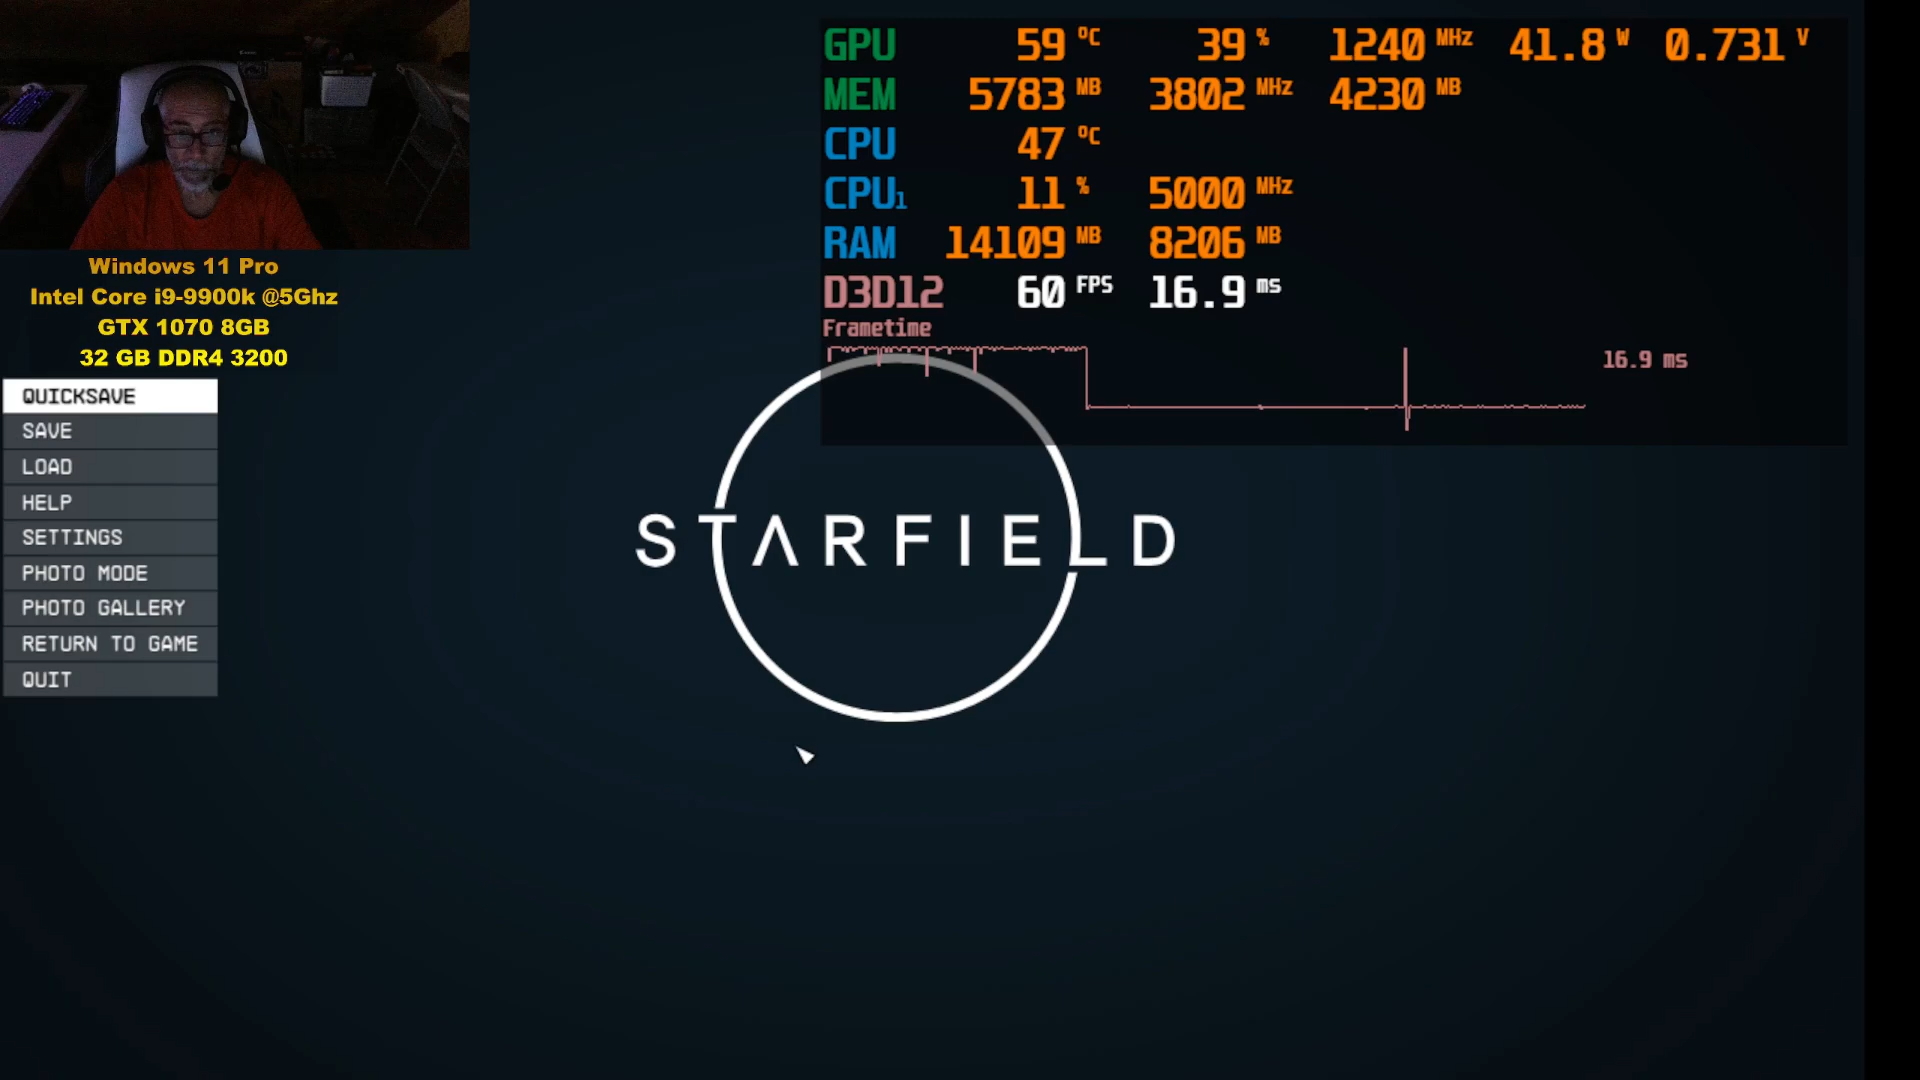 GPU 59 °C 39 % 1240 MHz 41.8 W 0.731 V
MEM 5783 MB 3802 MHz 4230 MB
CPU 47 °C
CPU1 11 % 5000 MHz
RAM 14109 MB 8206 MB
D3D12 60 FPS 16.9 ms
Frametime
16.9 ms
Windows 11 Pro
Intel Core i9-9900k @5Ghz
GTX 1070 8GB
32 GB DDR4 3200
QUICKSAVE
SAVE
LOAD
HELP
SETTINGS
PHOTO MODE
PHOTO GALLERY
RETURN TO GAME
QUIT
STARFIELD